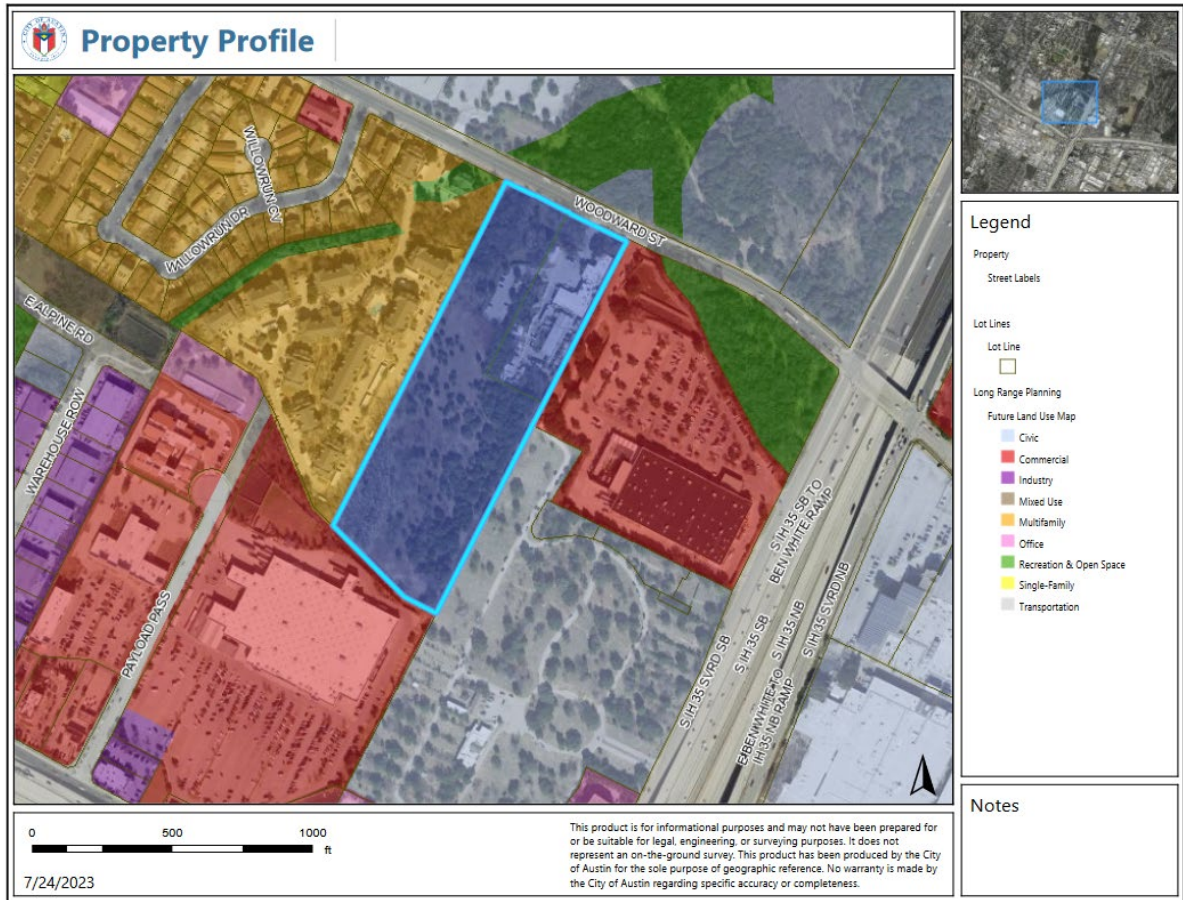 CITY OF AUSTIN
Property Profile
WILLOWRUN CV
WILLOWRUN DR
WOODWARD ST
E ALPINE RD
WAREHOUSE ROW
PAYLOAD PASS
S IH 35 SB TO
BEN WHITE RAMP
S IH 35 SVRD SB
S IH 35 SB
S IH 35 NB
S IH 35 SVRD NB
E BEN WHITE TO
IH 35 NB RAMP
Legend
Property
Street Labels
Lot Lines
Lot Line
Long Range Planning
Future Land Use Map
Civic
Commercial
Industry
Mixed Use
Multifamily
Office
Recreation & Open Space
Single-Family
Transportation
Notes
0 500 1000
ft
7/24/2023
This product is for informational purposes and may not have been prepared for
or be suitable for legal, engineering, or surveying purposes. It does not
represent an on-the-ground survey. This product has been produced by the City
of Austin for the sole purpose of geographic reference. No warranty is made by
the City of Austin regarding specific accuracy or completeness.